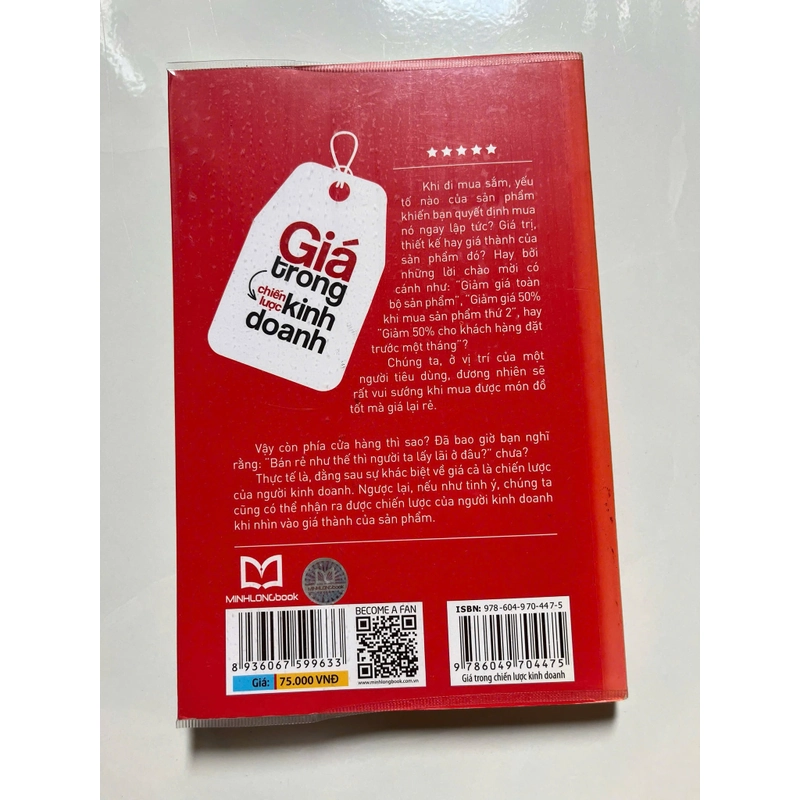 Giá
trong
chiến
lược
kinh
doanh
Khi đi mua sắm, yếu
tố nào của sản phẩm
khiến bạn quyết định mua
nó ngay lập tức? Giá trị,
thiết kế hay giá thành của
sản phẩm đó? Hay bởi
những lời chào mời có
cánh như: "Giảm giá toàn
bộ sản phẩm", "Giảm giá 50%
khi mua sản phẩm thứ 2", hay
"Giảm 50% cho khách hàng đặt
trước một tháng"?
Chúng ta, ở vị trí của một
người tiêu dùng, đương nhiên sẽ
rất vui sướng khi mua được món đồ
tốt mà giá lại rẻ.
Vậy còn phía cửa hàng thì sao? Đã bao giờ bạn nghĩ
rằng: "Bán rẻ như thế thì người ta lấy lãi ở đâu?" chưa?
Thực tế là, đằng sau sự khác biệt về giá cả là chiến lược
của người kinh doanh. Ngược lại, nếu như tinh ý, chúng ta
cũng có thể nhận ra được chiến lược của người kinh doanh
khi nhìn vào giá thành của sản phẩm.
MINHLONGbook
MINHLONGbook
BECOME A FAN
ISBN: 978-604-970-447-5
8 936067 599633
9 786049 704475
Giá: 75.000 VNĐ
www.minhlongbook.com.vn
Giá trong chiến lược kinh doanh